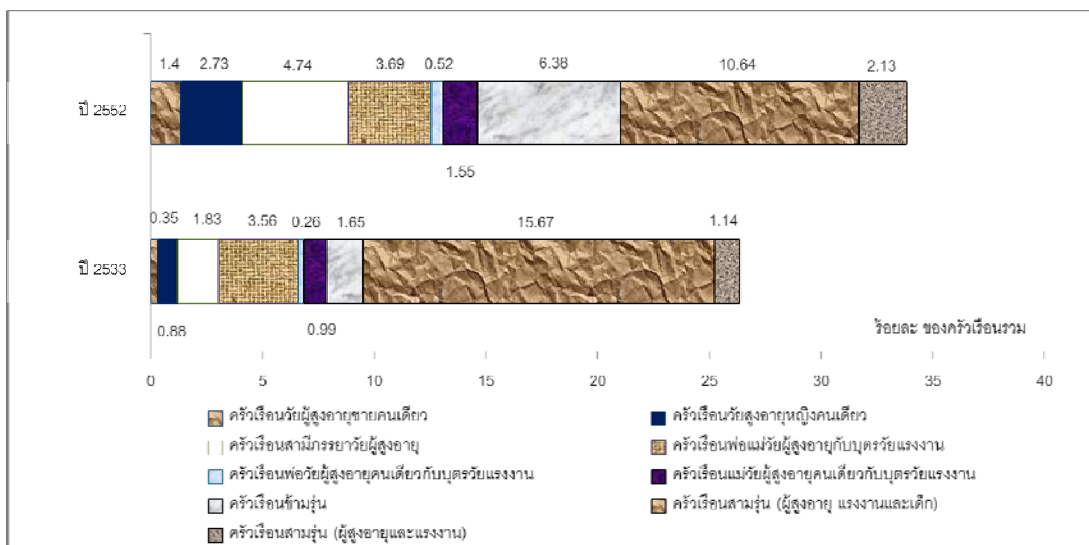 1.4 2.73 4.74 3.69 0.52 6.38 10.64 2.13
ปี 2552
1.55
0.35 1.83 3.56 0.26 1.65 15.67 1.14
ปี 2533
0.88 0.99 ร้อยละ ของครัวเรือนรวม
0 5 10 15 20 25 30 35 40
ครัวเรือนวัยผู้สูงอายุชายคนเดียว ครัวเรือนวัยสูงอายุหญิงคนเดียว
ครัวเรือนสามีภรรยาวัยผู้สูงอายุ ครัวเรือนพ่อแม่วัยผู้สูงอายุกับบุตรวัยแรงงาน
ครัวเรือนพ่อวัยผู้สูงอายุคนเดียวกับบุตรวัยแรงงาน ครัวเรือนแม่วัยผู้สูงอายุคนเดียวกับบุตรวัยแรงงาน
ครัวเรือนข้ามรุ่น ครัวเรือนสามรุ่น (ผู้สูงอายุ แรงงานและเด็ก)
ครัวเรือนสามรุ่น (ผู้สูงอายุและแรงงาน)